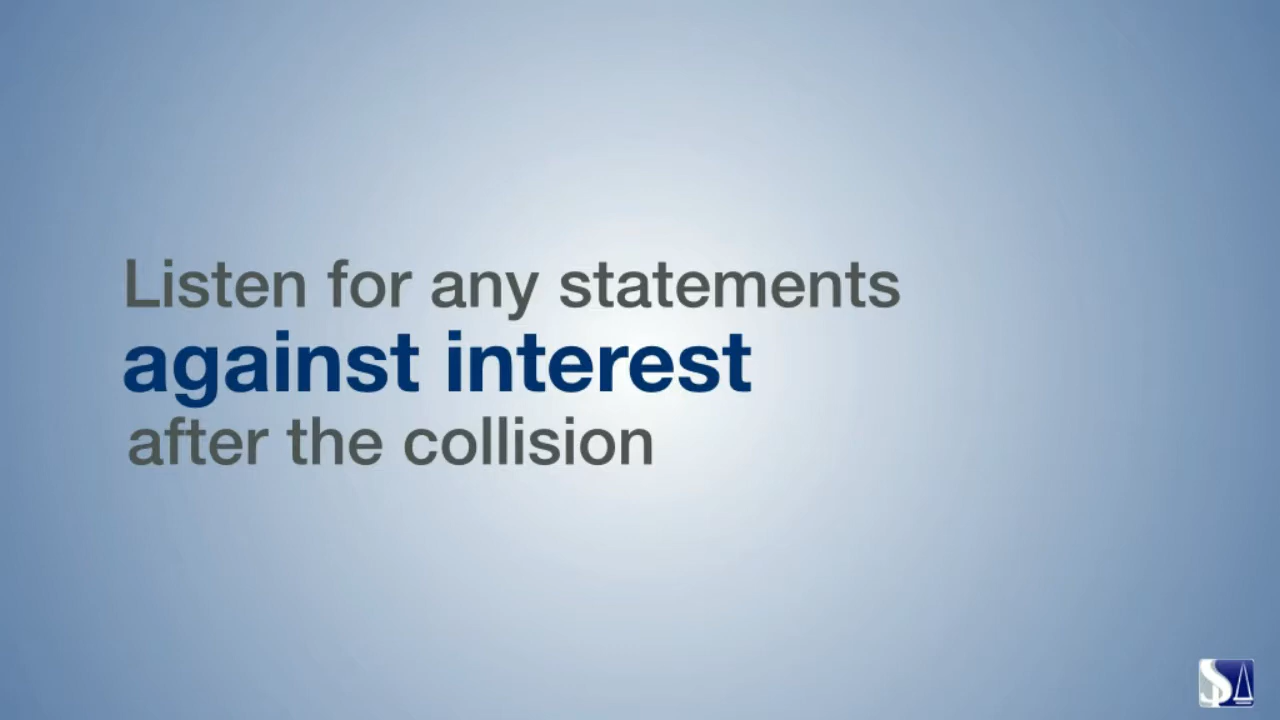 Listen for any statements
against interest
after the collision